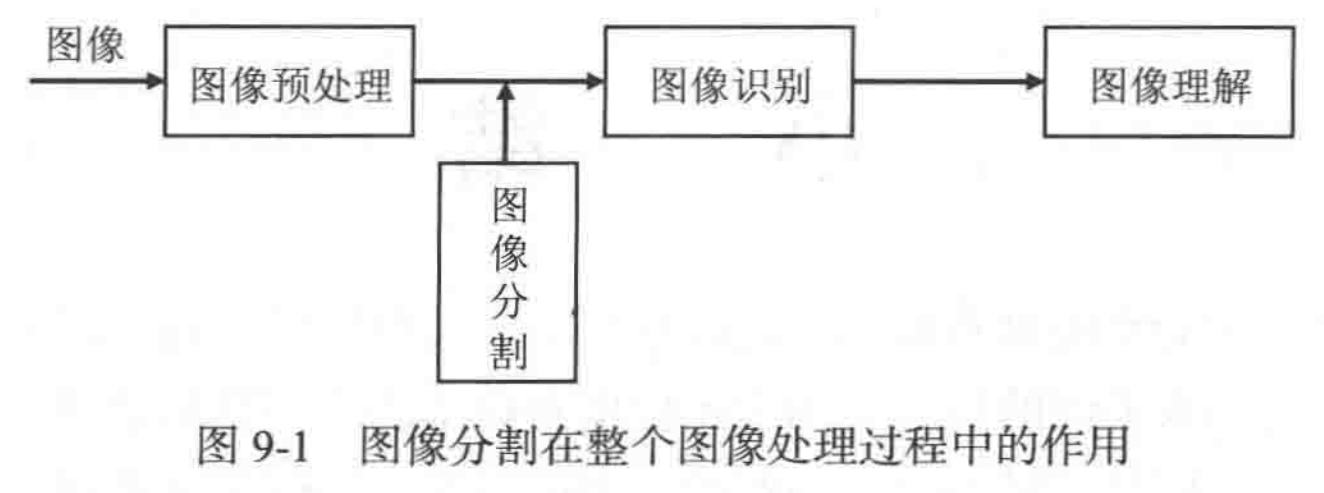 图像
图像预处理
图像识别
图像理解
图
像
分
割
图 9-1 图像分割在整个图像处理过程中的作用